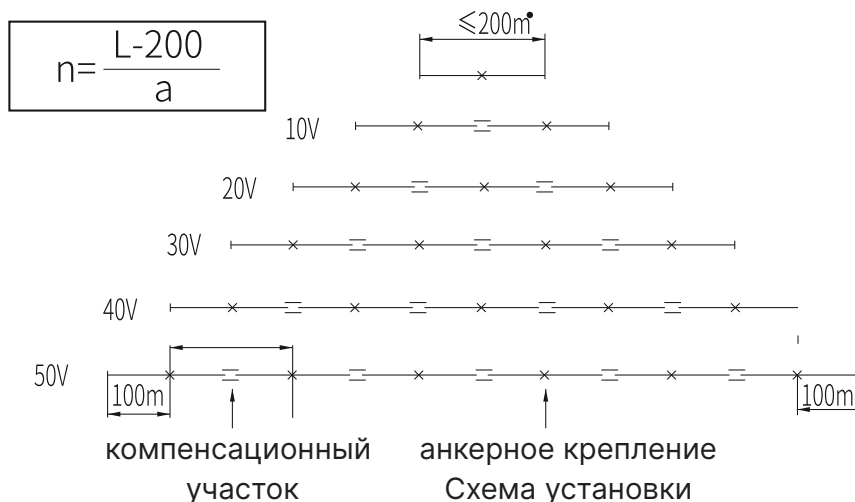 ≤200m
n= L-200
a
10V
20V
30V
40V
50V
100m
100m
компенсационный анкерное крепление
участок Схема установки